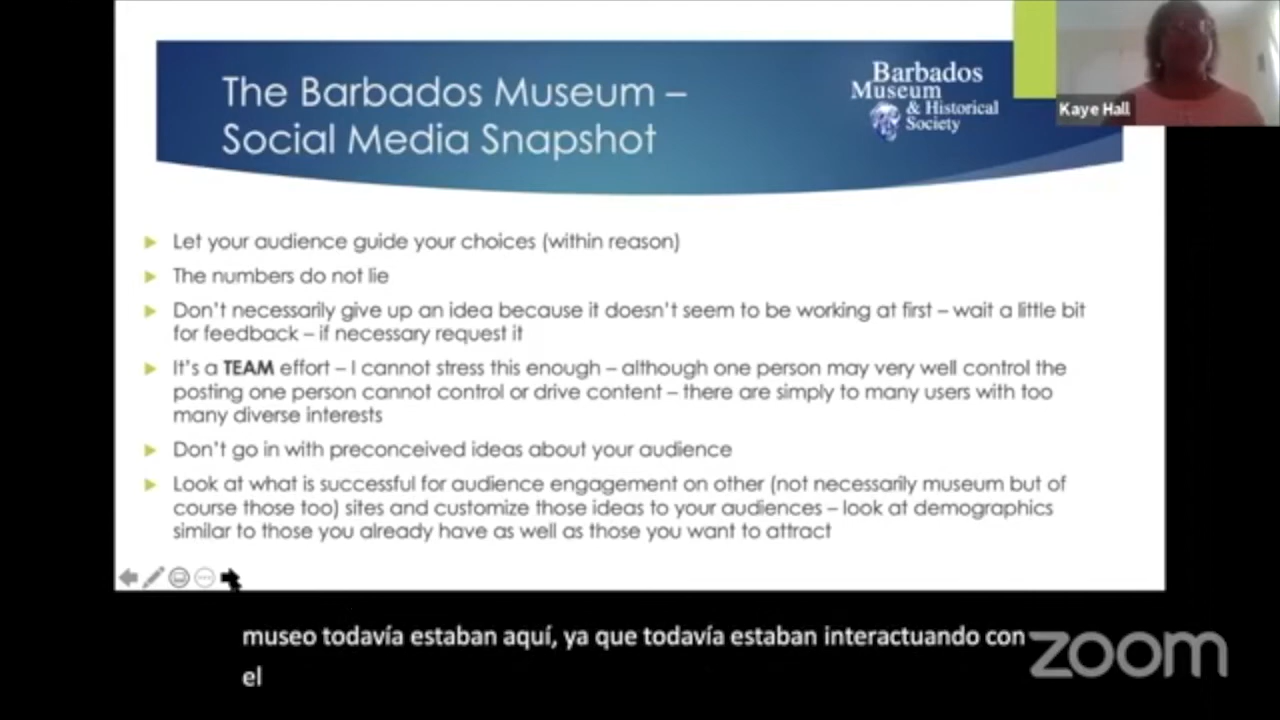 The Barbados Museum –
Social Media Snapshot
Barbados
Museum
& Historical
Society
Kaye Hall
Let your audience guide your choices (within reason)
The numbers do not lie
Don't necessarily give up an idea because it doesn't seem to be working at first – wait a little bit
for feedback – if necessary request it
It's a TEAM effort – I cannot stress this enough – although one person may very well control the
posting one person cannot control or drive content – there are simply to many users with too
many diverse interests
Don't go in with preconceived ideas about your audience
Look at what is successful for audience engagement on other (not necessarily museum but of
course those too) sites and customize those ideas to your audiences – look at demographics
similar to those you already have as well as those you want to attract
museo todavía estaban aquí, ya que todavía estaban interactuando con
el
zoom